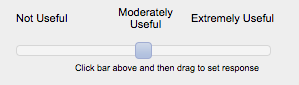 Not Useful
Moderately
Useful
Extremely Useful
Click bar above and then drag to set response